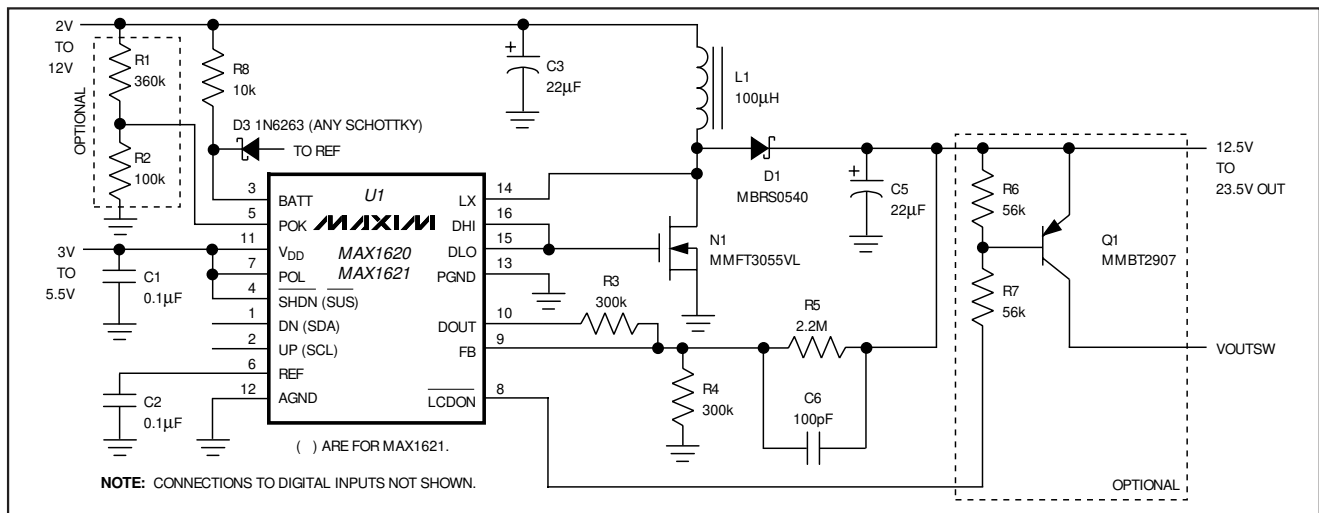 2V
TO
12V
OPTIONAL
R1
360k
R2
100k
R8
10k
D3 1N6263 (ANY SCHOTTKY)
TO REF
+
C3
22µF
L1
100µH
D1
MBRS0540
+
C5
22µF
12.5V
TO
23.5V OUT
R6
56k
R7
56k
Q1
MMBT2907
VOUTSW
OPTIONAL
3V
TO
5.5V
C1
0.1µF
C2
0.1µF
U1
MAXIM
MAX1620
MAX1621
3 BATT
5 POK
11 VDD
7 POL
4 SHDN (SUS)
1 DN (SDA)
2 UP (SCL)
6 REF
12 AGND
LX 14
DHI 16
DLO 15
PGND 13
DOUT 10
FB 9
LCDON 8
N1
MMFT3055VL
R3
300k
R4
300k
R5
2.2M
C6
100pF
( ) ARE FOR MAX1621.
NOTE: CONNECTIONS TO DIGITAL INPUTS NOT SHOWN.